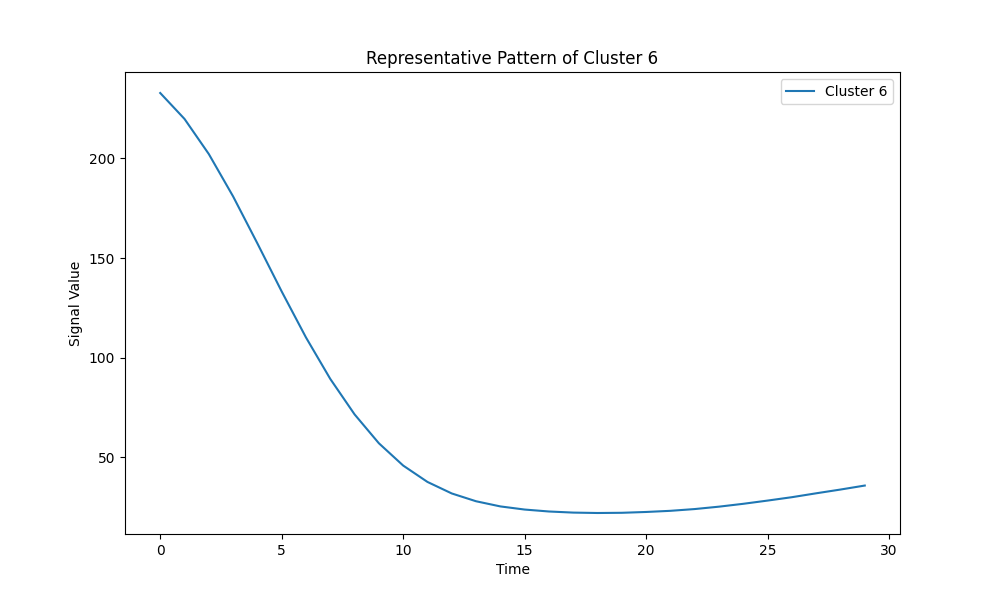 Representative Pattern of Cluster 6
Cluster 6
200
150
100
50
Signal Value
0 5 10 15 20 25 30
Time